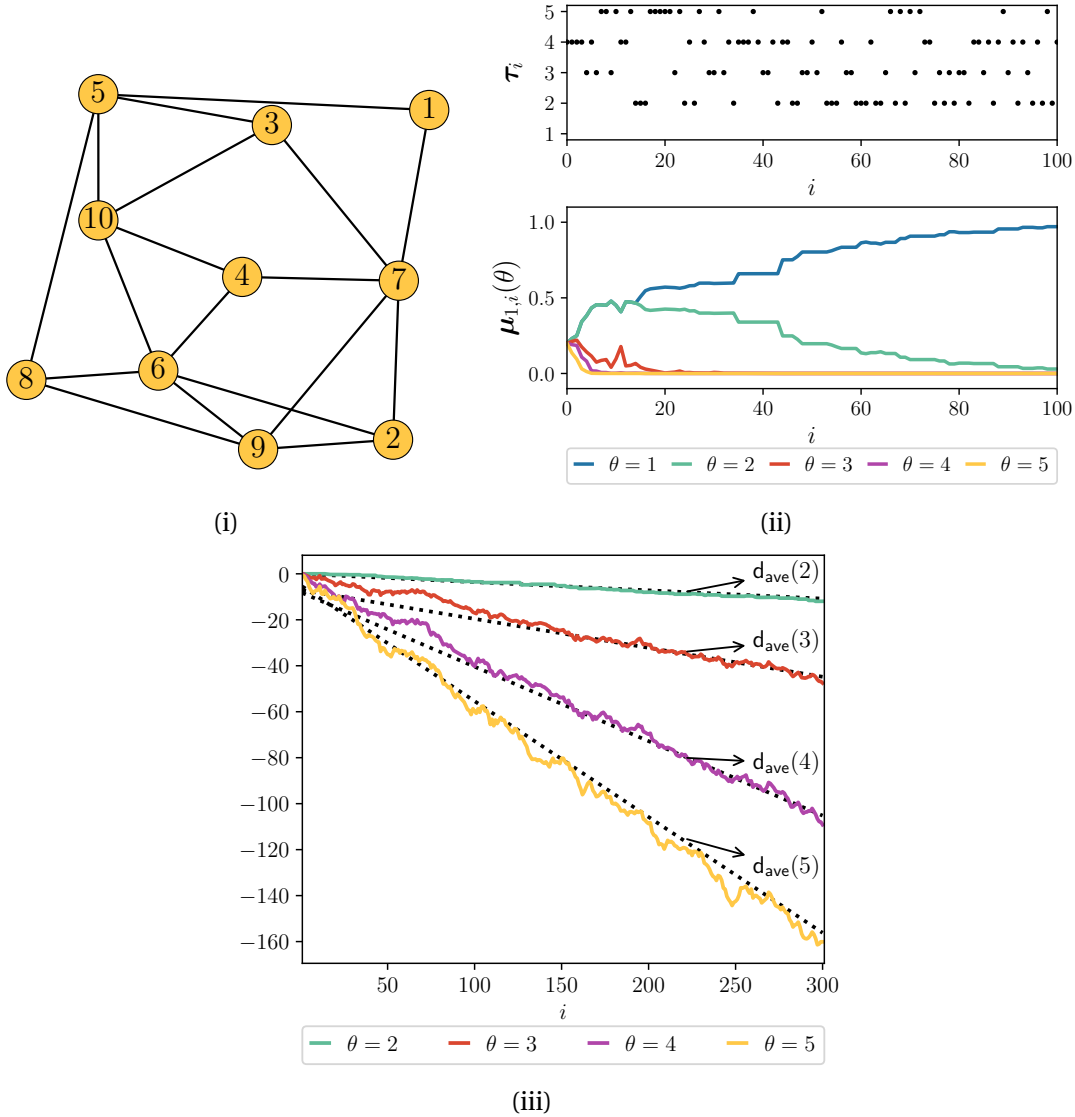 5
1
3
10
4
7
8
6
9
2
(i)
5
4
3
2
1
τᵢ
0 20 40 60 80 100
i
1.0
0.5
0.0
μ₁,ᵢ(θ)
0 20 40 60 80 100
i
θ = 1 θ = 2 θ = 3 θ = 4 θ = 5
(ii)
0
−20
−40
−60
−80
−100
−120
−140
−160
d_ave(2)
d_ave(3)
d_ave(4)
d_ave(5)
50 100 150 200 250 300
i
θ = 2 θ = 3 θ = 4 θ = 5
(iii)